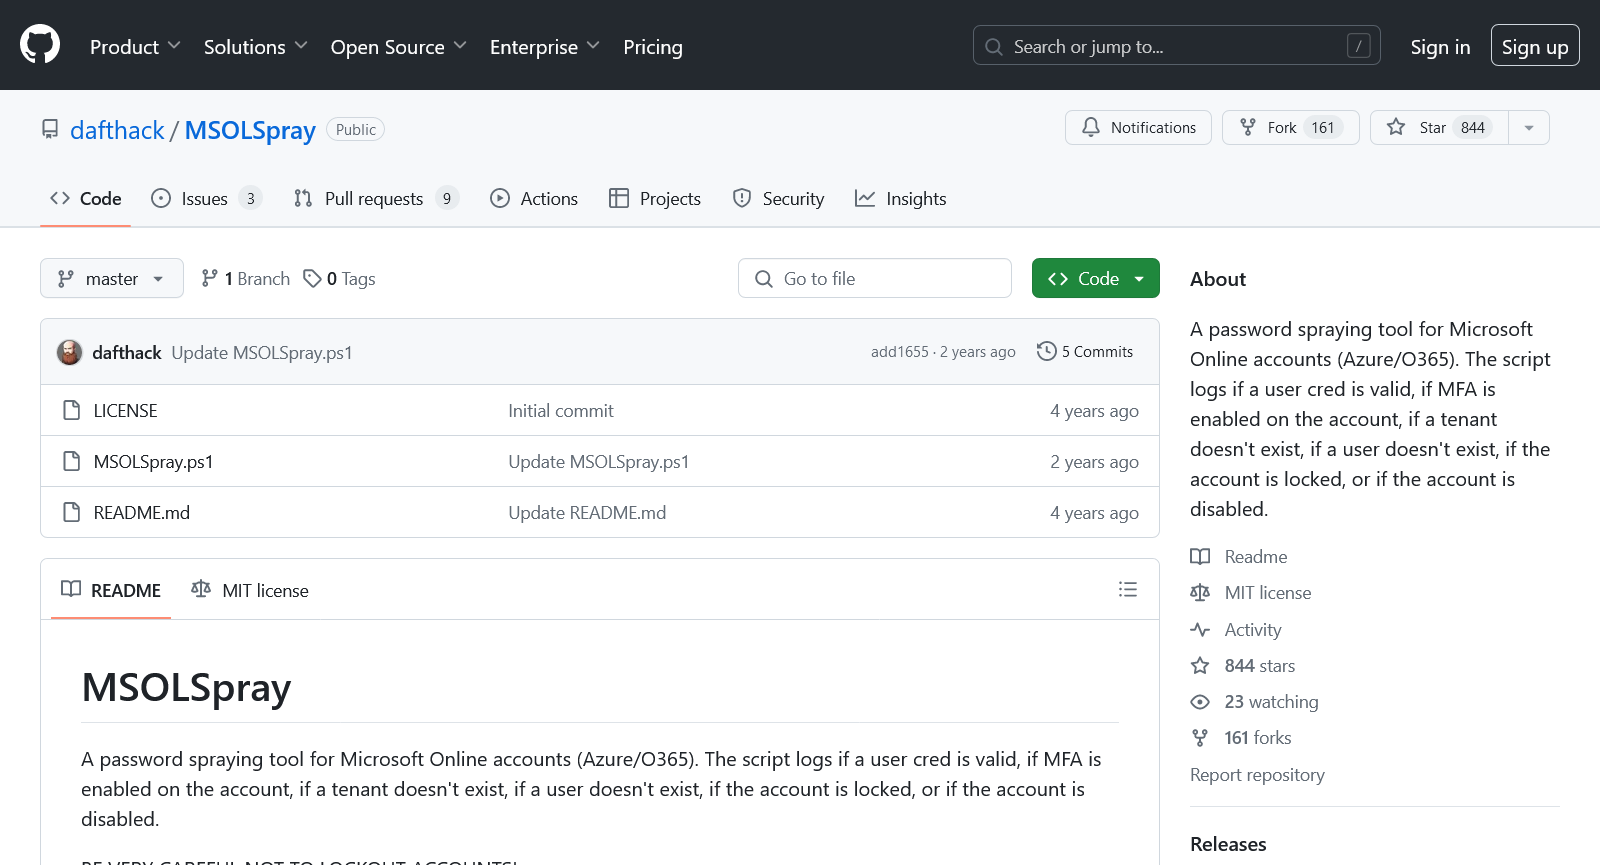 Product Solutions Open Source Enterprise Pricing Search or jump to... / Sign in Sign up
dafthack / MSOLSpray Public Notifications Fork 161 Star 844
Code Issues 3 Pull requests 9 Actions Projects Security Insights
master 1 Branch 0 Tags Go to file Code
dafthack Update MSOLSpray.ps1 add1655 · 2 years ago 5 Commits
LICENSE Initial commit 4 years ago
MSOLSpray.ps1 Update MSOLSpray.ps1 2 years ago
README.md Update README.md 4 years ago
README MIT license
MSOLSpray
A password spraying tool for Microsoft Online accounts (Azure/O365). The script logs if a user cred is valid, if MFA is
enabled on the account, if a tenant doesn't exist, if a user doesn't exist, if the account is locked, or if the account is
disabled.
BE VERY CAREFUL NOT TO LOCKOUT ACCOUNTS!
About
A password spraying tool for Microsoft
Online accounts (Azure/O365). The script
logs if a user cred is valid, if MFA is
enabled on the account, if a tenant
doesn't exist, if a user doesn't exist, if the
account is locked, or if the account is
disabled.
Readme
MIT license
Activity
844 stars
23 watching
161 forks
Report repository
Releases